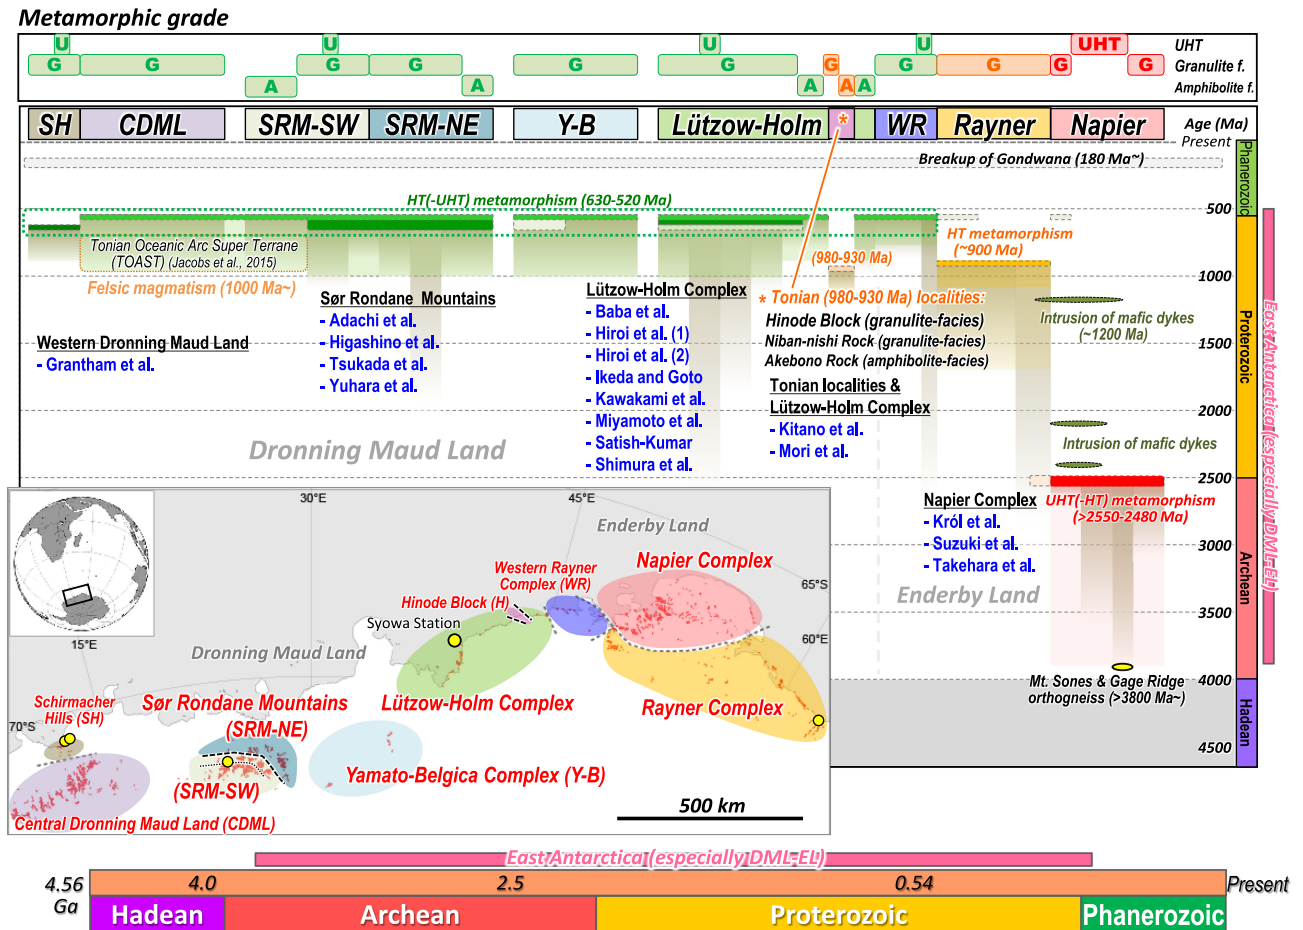 Metamorphic grade
U
U
U
U
UHT
UHT
G
G
G
G
G
G
G
G
G
G
G
Granulite f.
A
A
A
A
A
Amphibolite f.
SH
CDML
SRM-SW
SRM-NE
Y-B
Lützow-Holm
*
WR
Rayner
Napier
Age (Ma)
Present
Breakup of Gondwana (180 Ma~)
HT(-UHT) metamorphism (630-520 Ma)
500
Tonian Oceanic Arc Super Terrane
(TOAST) (Jacobs et al., 2015)
HT metamorphism
(~900 Ma)
(980-930 Ma)
1000
Felsic magmatism (1000 Ma~)
Sør Rondane Mountains
- Adachi et al.
- Higashino et al.
- Tsukada et al.
- Yuhara et al.
Western Dronning Maud Land
- Grantham et al.
Lützow-Holm Complex
- Baba et al.
- Hiroi et al. (1)
- Hiroi et al. (2)
- Ikeda and Goto
- Kawakami et al.
- Miyamoto et al.
- Satish-Kumar
- Shimura et al.
* Tonian (980-930 Ma) localities:
Hinode Block (granulite-facies)
Niban-nishi Rock (granulite-facies)
Akebono Rock (amphibolite-facies)
Tonian localities &
Lützow-Holm Complex
- Kitano et al.
- Mori et al.
Intrusion of mafic dykes
(~1200 Ma)
1500
2000
Intrusion of mafic dykes
2500
Dronning Maud Land
Napier Complex
- Król et al.
- Suzuki et al.
- Takehara et al.
UHT(-HT) metamorphism
(>2550-2480 Ma)
3000
Enderby Land
3500
Mt. Sones & Gage Ridge
orthogneiss (>3800 Ma~)
4000
4500
Phanerozoic
Proterozoic
Archean
Hadean
East Antarctica (especially DML-EL)
30°E
45°E
Enderby Land
Western Rayner
Complex (WR)
Napier Complex
65°S
Hinode Block (H)
Syowa Station
60°E
15°E
Dronning Maud Land
Schirmacher
Hills (SH)
Sør Rondane Mountains
(SRM-NE)
Lützow-Holm Complex
Rayner Complex
70°S
(SRM-SW)
Yamato-Belgica Complex (Y-B)
Central Dronning Maud Land (CDML)
500 km
East Antarctica (especially DML-EL)
4.56
Ga
4.0
2.5
0.54
Present
Hadean
Archean
Proterozoic
Phanerozoic